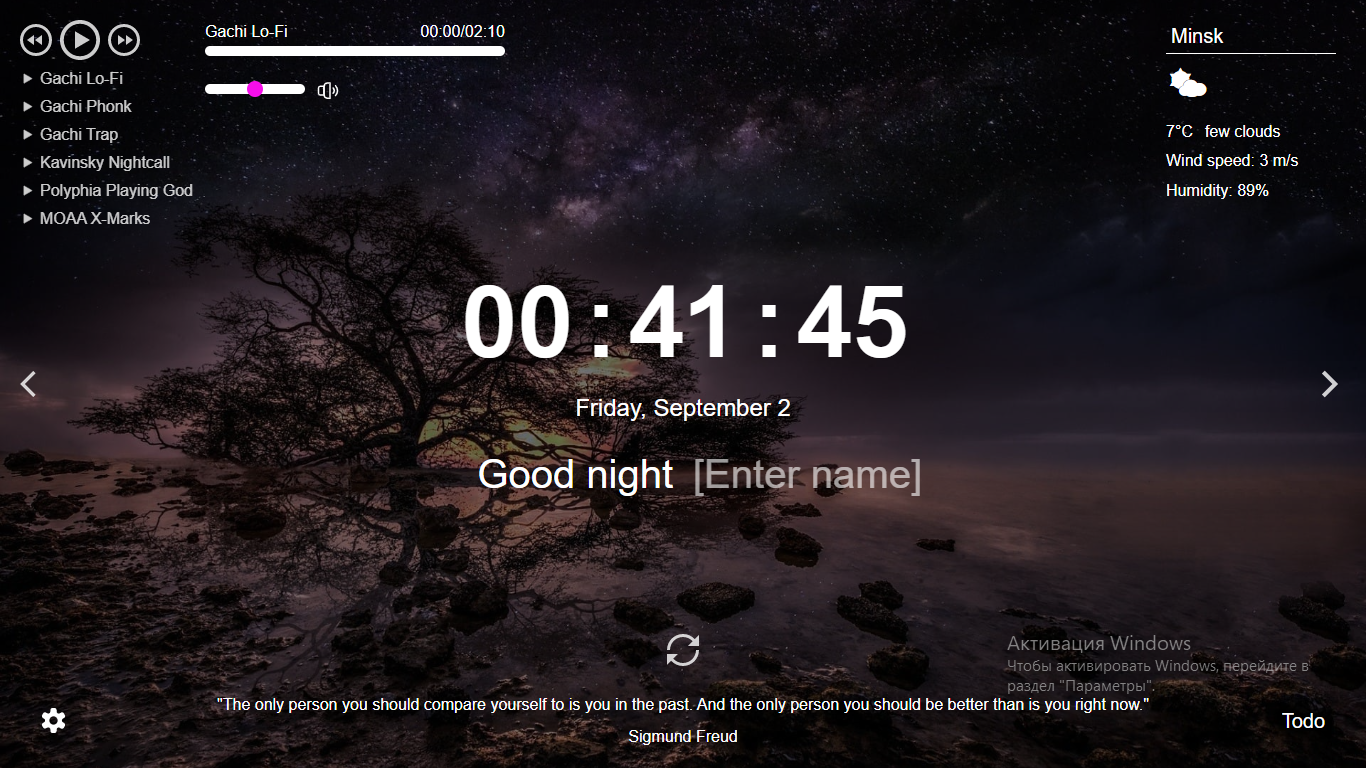 Gachi Lo-Fi 00:00/02:10
Gachi Lo-Fi
Gachi Phonk
Gachi Trap
Kavinsky Nightcall
Polyphia Playing God
MOAA X-Marks
Minsk
7°C few clouds
Wind speed: 3 m/s
Humidity: 89%
00:41:45
Friday, September 2
Good night [Enter name]
Активация Windows
Чтобы активировать Windows, перейдите в
раздел "Параметры".
"The only person you should compare yourself to is you in the past. And the only person you should be better than is you right now."
Sigmund Freud
Todo